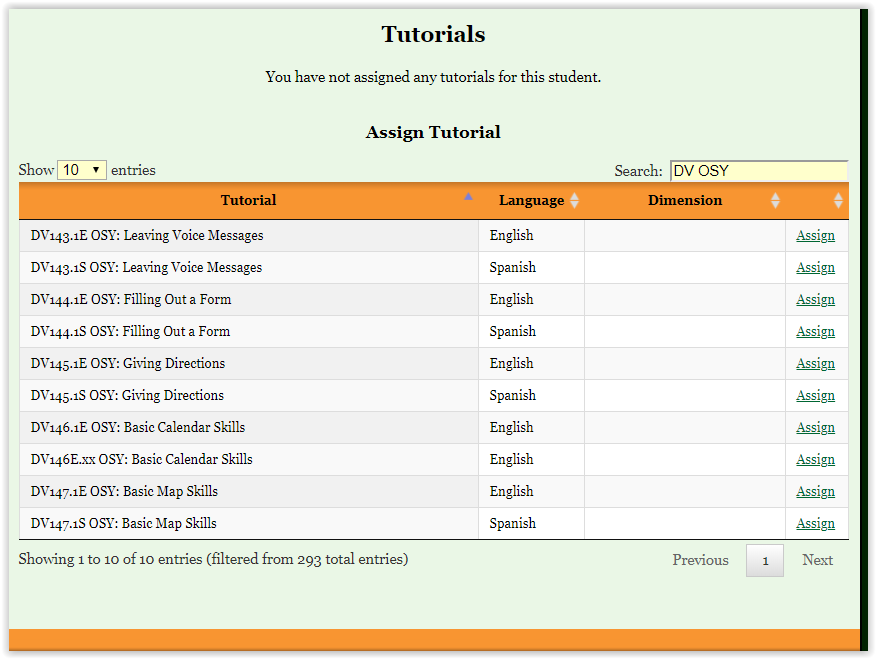 Tutorials
You have not assigned any tutorials for this student.
Assign Tutorial
Show 10 entries Search: DV OSY
Tutorial Language Dimension
DV143.1E OSY: Leaving Voice Messages English Assign
DV143.1S OSY: Leaving Voice Messages Spanish Assign
DV144.1E OSY: Filling Out a Form English Assign
DV144.1S OSY: Filling Out a Form Spanish Assign
DV145.1E OSY: Giving Directions English Assign
DV145.1S OSY: Giving Directions Spanish Assign
DV146.1E OSY: Basic Calendar Skills English Assign
DV146E.xx OSY: Basic Calendar Skills English Assign
DV147.1E OSY: Basic Map Skills English Assign
DV147.1S OSY: Basic Map Skills Spanish Assign
Showing 1 to 10 of 10 entries (filtered from 293 total entries) Previous 1 Next